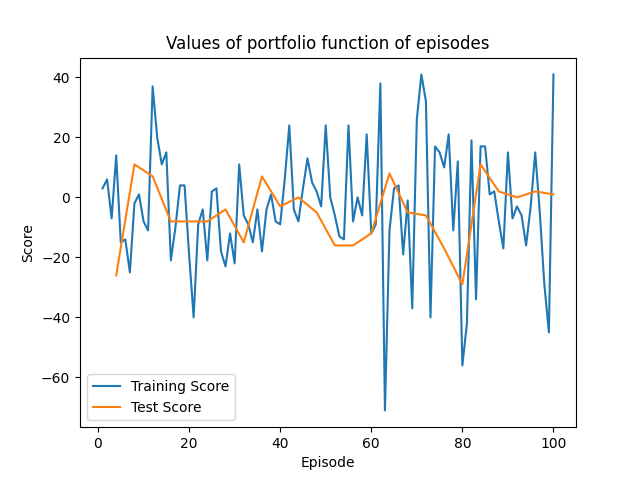 Values of portfolio function of episodes
40
20
0
−20
−40
−60
Score
Training Score
Test Score
0 20 40 60 80 100
Episode